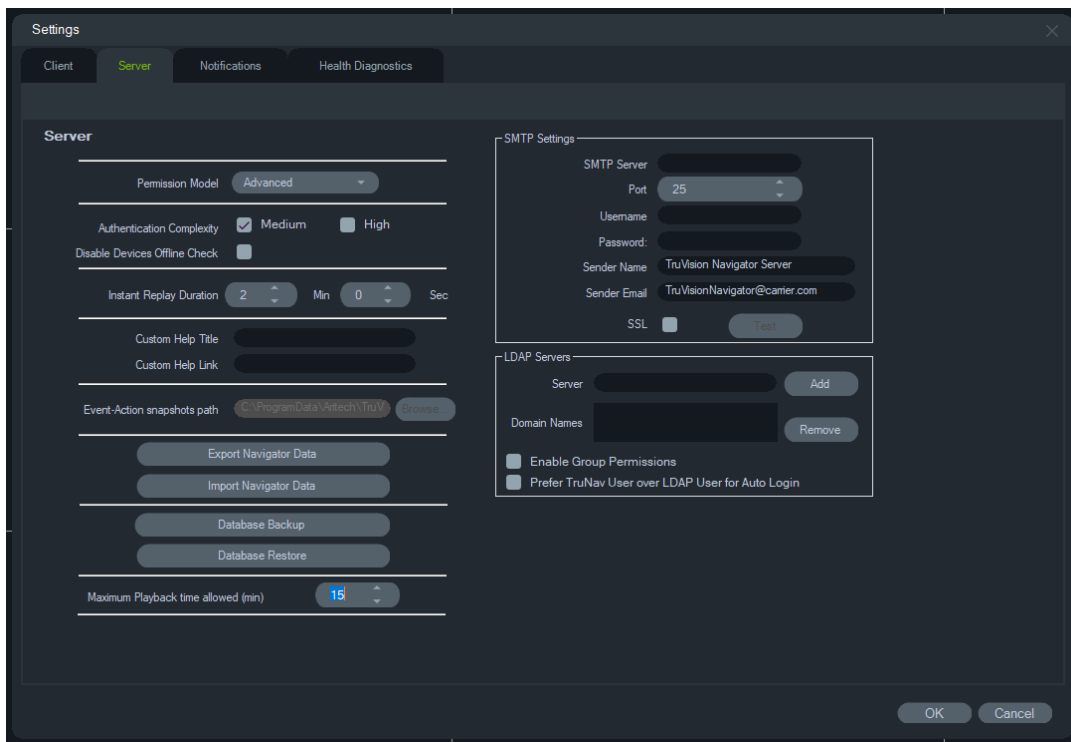 Settings
Client Server Notifications Health Diagnostics
Server
Permission Model Advanced
Authentication Complexity Medium High
Disable Devices Offline Check
Instant Replay Duration 2 Min 0 Sec
Custom Help Title
Custom Help Link
Event-Action snapshots path C:\ProgramData\Aritech\TruV Browse...
Export Navigator Data
Import Navigator Data
Database Backup
Database Restore
Maximum Playback time allowed (min) 15
SMTP Settings
SMTP Server
Port 25
Username
Password:
Sender Name TruVision Navigator Server
Sender Email TruVisionNavigator@carrier.com
SSL Test
LDAP Servers
Server Add
Domain Names Remove
Enable Group Permissions
Prefer TruNav User over LDAP User for Auto Login
OK Cancel